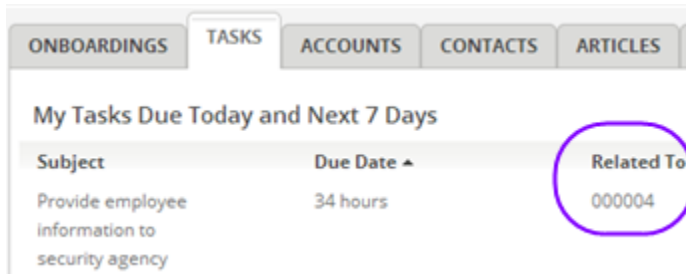 ONBOARDINGS TASKS ACCOUNTS CONTACTS ARTICLES
My Tasks Due Today and Next 7 Days
Subject Due Date Related To
Provide employee 34 hours 000004
information to
security agency